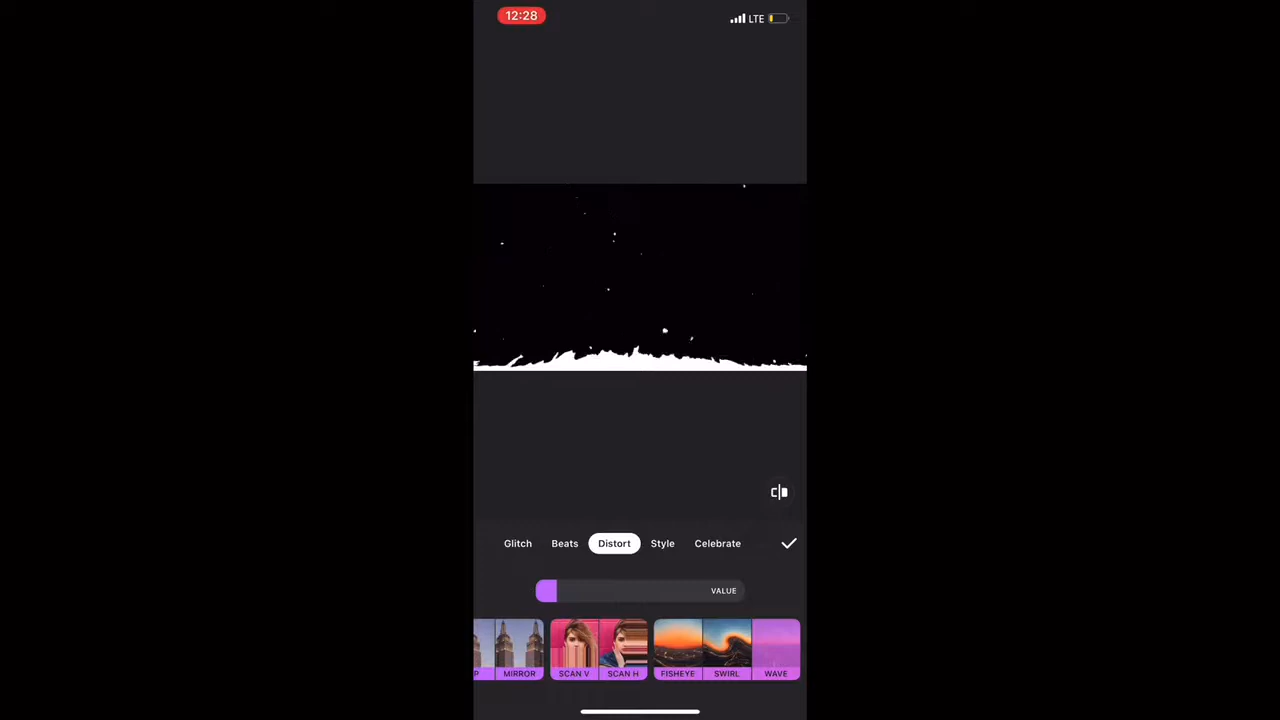 12:28 LTE
Glitch Beats Distort Style Celebrate
VALUE
P MIRROR SCAN V SCAN H FISHEYE SWIRL WAVE